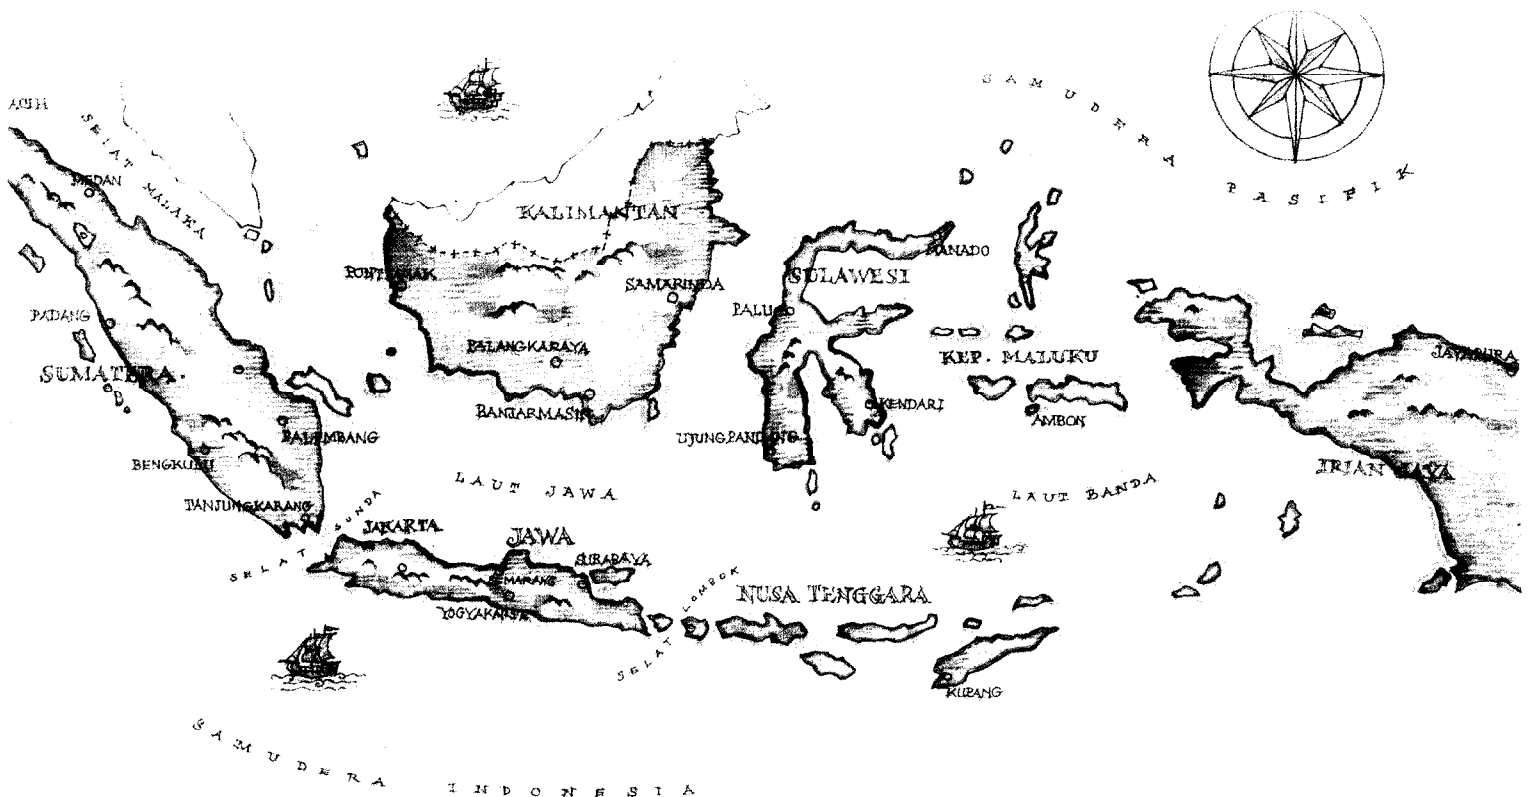 ACEH
SELAT MALAKA
MEDAN
SAMUDERA PASIFIK
KALIMANTAN
MANADO
SULAWESI
PONTIANAK
SAMARINDA
PALU
PADANG
PALANGKARAYA
KEP. MALUKU
JAYAPURA
SUMATERA
BANJARMASIN
KENDARI
AMBON
PALEMBANG
UJUNG PANDANG
BENGKULU
IRIAN JAYA
LAUT JAWA
LAUT BANDA
TANJUNGKARANG
SELAT SUNDA
JAKARTA
JAWA
SURABAYA
SEMARANG
YOGYAKARTA
SELAT LOMBOK
NUSA TENGGARA
KUPANG
SAMUDERA INDONESIA